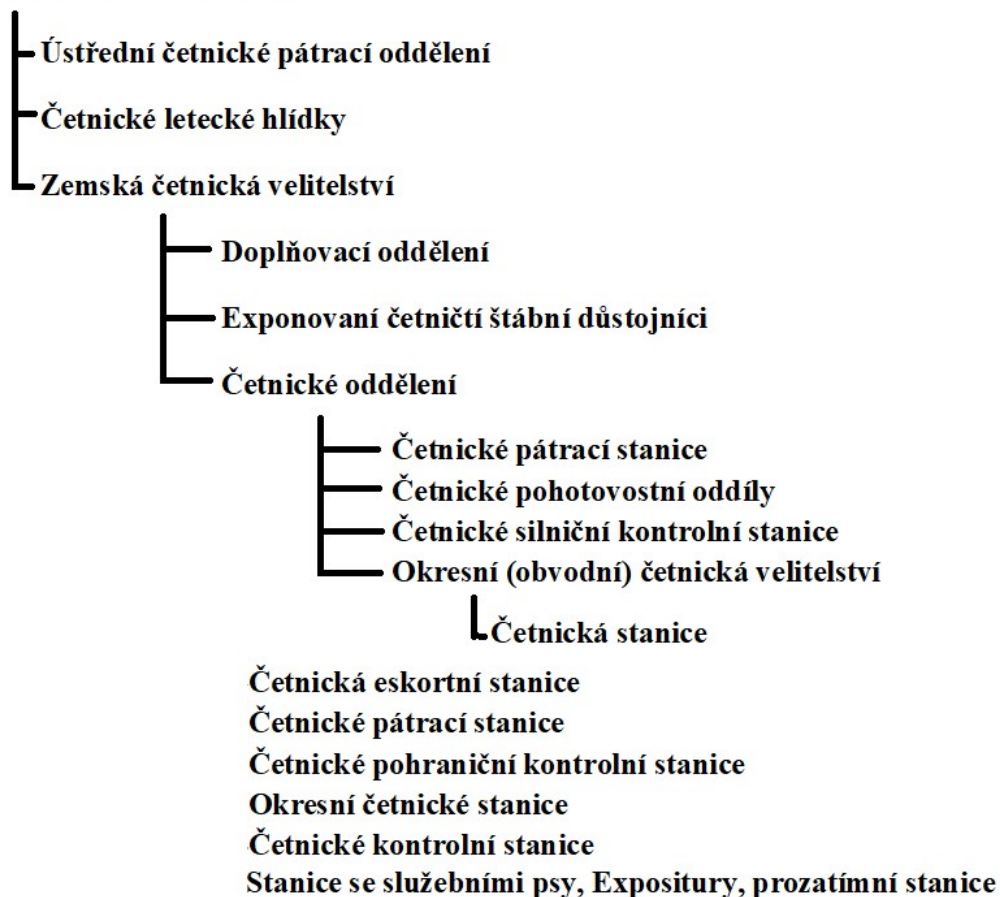 Ústřední četnické pátrací oddělení
Četnické letecké hlídky
Zemská četnická velitelství
Doplňovací oddělení
Exponovaní četničtí štábní důstojníci
Četnické oddělení
Četnické pátrací stanice
Četnické pohotovostní oddíly
Četnické silniční kontrolní stanice
Okresní (obvodní) četnická velitelství
Četnická stanice
Četnická eskortní stanice
Četnické pátrací stanice
Četnické pohraniční kontrolní stanice
Okresní četnické stanice
Četnické kontrolní stanice
Stanice se služebními psy, Expositury, prozatímní stanice